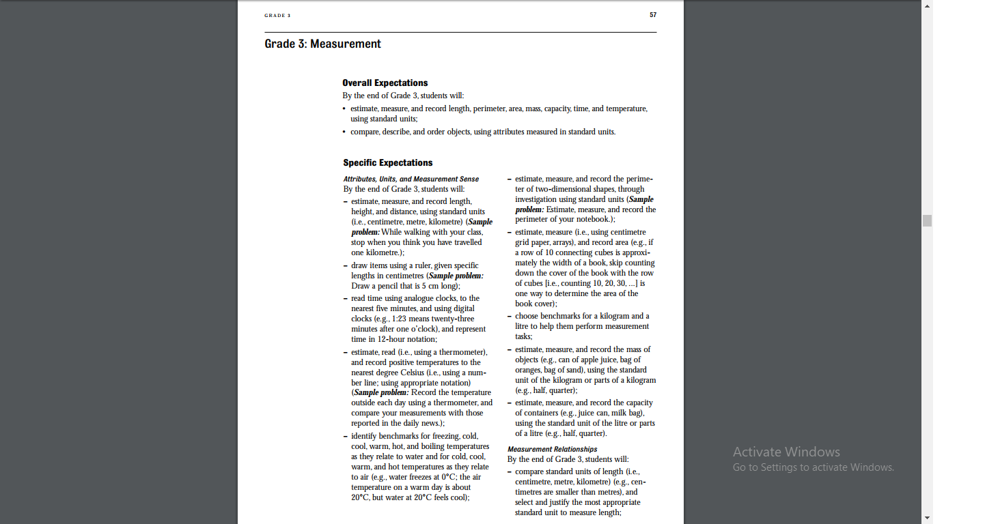 GRADE 3
57
Grade 3: Measurement
Overall Expectations
By the end of Grade 3, students will:
• estimate, measure, and record length, perimeter, area, mass, capacity, time, and temperature,
using standard units;
• compare, describe, and order objects, using attributes measured in standard units.
Specific Expectations
Attributes, Units, and Measurement Sense
By the end of Grade 3, students will:
– estimate, measure, and record length,
height, and distance, using standard units
(i.e., centimetre, metre, kilometre) (Sample
problem: While walking with your class,
stop when you think you have travelled
one kilometre.);
– draw items using a ruler, given specific
lengths in centimetres (Sample problem:
Draw a pencil that is 5 cm long);
– read time using analogue clocks, to the
nearest five minutes, and using digital
clocks (e.g., 1:23 means twenty-three
minutes after one o'clock), and represent
time in 12-hour notation;
– estimate, read (i.e., using a thermometer),
and record positive temperatures to the
nearest degree Celsius (i.e., using a num-
ber line; using appropriate notation)
(Sample problem: Record the temperature
outside each day using a thermometer, and
compare your measurements with those
reported in the daily news.);
– identify benchmarks for freezing, cold,
cool, warm, hot, and boiling temperatures
as they relate to water and for cold, cool,
warm, and hot temperatures as they relate
to air (e.g., water freezes at 0°C; the air
temperature on a warm day is about
20°C, but water at 20°C feels cool);
– estimate, measure, and record the perime-
ter of two-dimensional shapes, through
investigation using standard units (Sample
problem: Estimate, measure, and record the
perimeter of your notebook.);
– estimate, measure (i.e., using centimetre
grid paper, arrays), and record area (e.g., if
a row of 10 connecting cubes is approxi-
mately the width of a book, skip counting
down the cover of the book with the row
of cubes [i.e., counting 10, 20, 30, ...] is
one way to determine the area of the
book cover);
– choose benchmarks for a kilogram and a
litre to help them perform measurement
tasks;
– estimate, measure, and record the mass of
objects (e.g., can of apple juice, bag of
oranges, bag of sand), using the standard
unit of the kilogram or parts of a kilogram
(e.g., half, quarter);
– estimate, measure, and record the capacity
of containers (e.g., juice can, milk bag),
using the standard unit of the litre or parts
of a litre (e.g., half, quarter).
Measurement Relationships
By the end of Grade 3, students will:
– compare standard units of length (i.e.,
centimetre, metre, kilometre) (e.g., cen-
timetres are smaller than metres), and
select and justify the most appropriate
standard unit to measure length;
Activate Windows
Go to Settings to activate Windows.